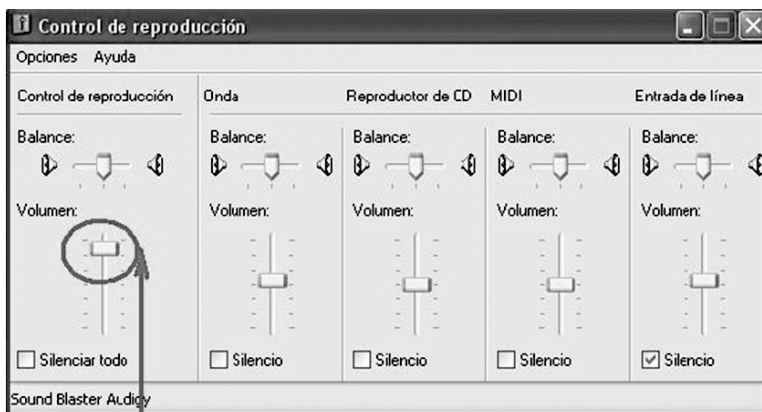 Control de reproducción
Opciones Ayuda
Control de reproducción Onda Reproductor de CD MIDI Entrada de línea
Balance: Balance: Balance: Balance: Balance:
Volumen: Volumen: Volumen: Volumen: Volumen:
Silenciar todo Silencio Silencio Silencio Silencio
Sound Blaster Audigy